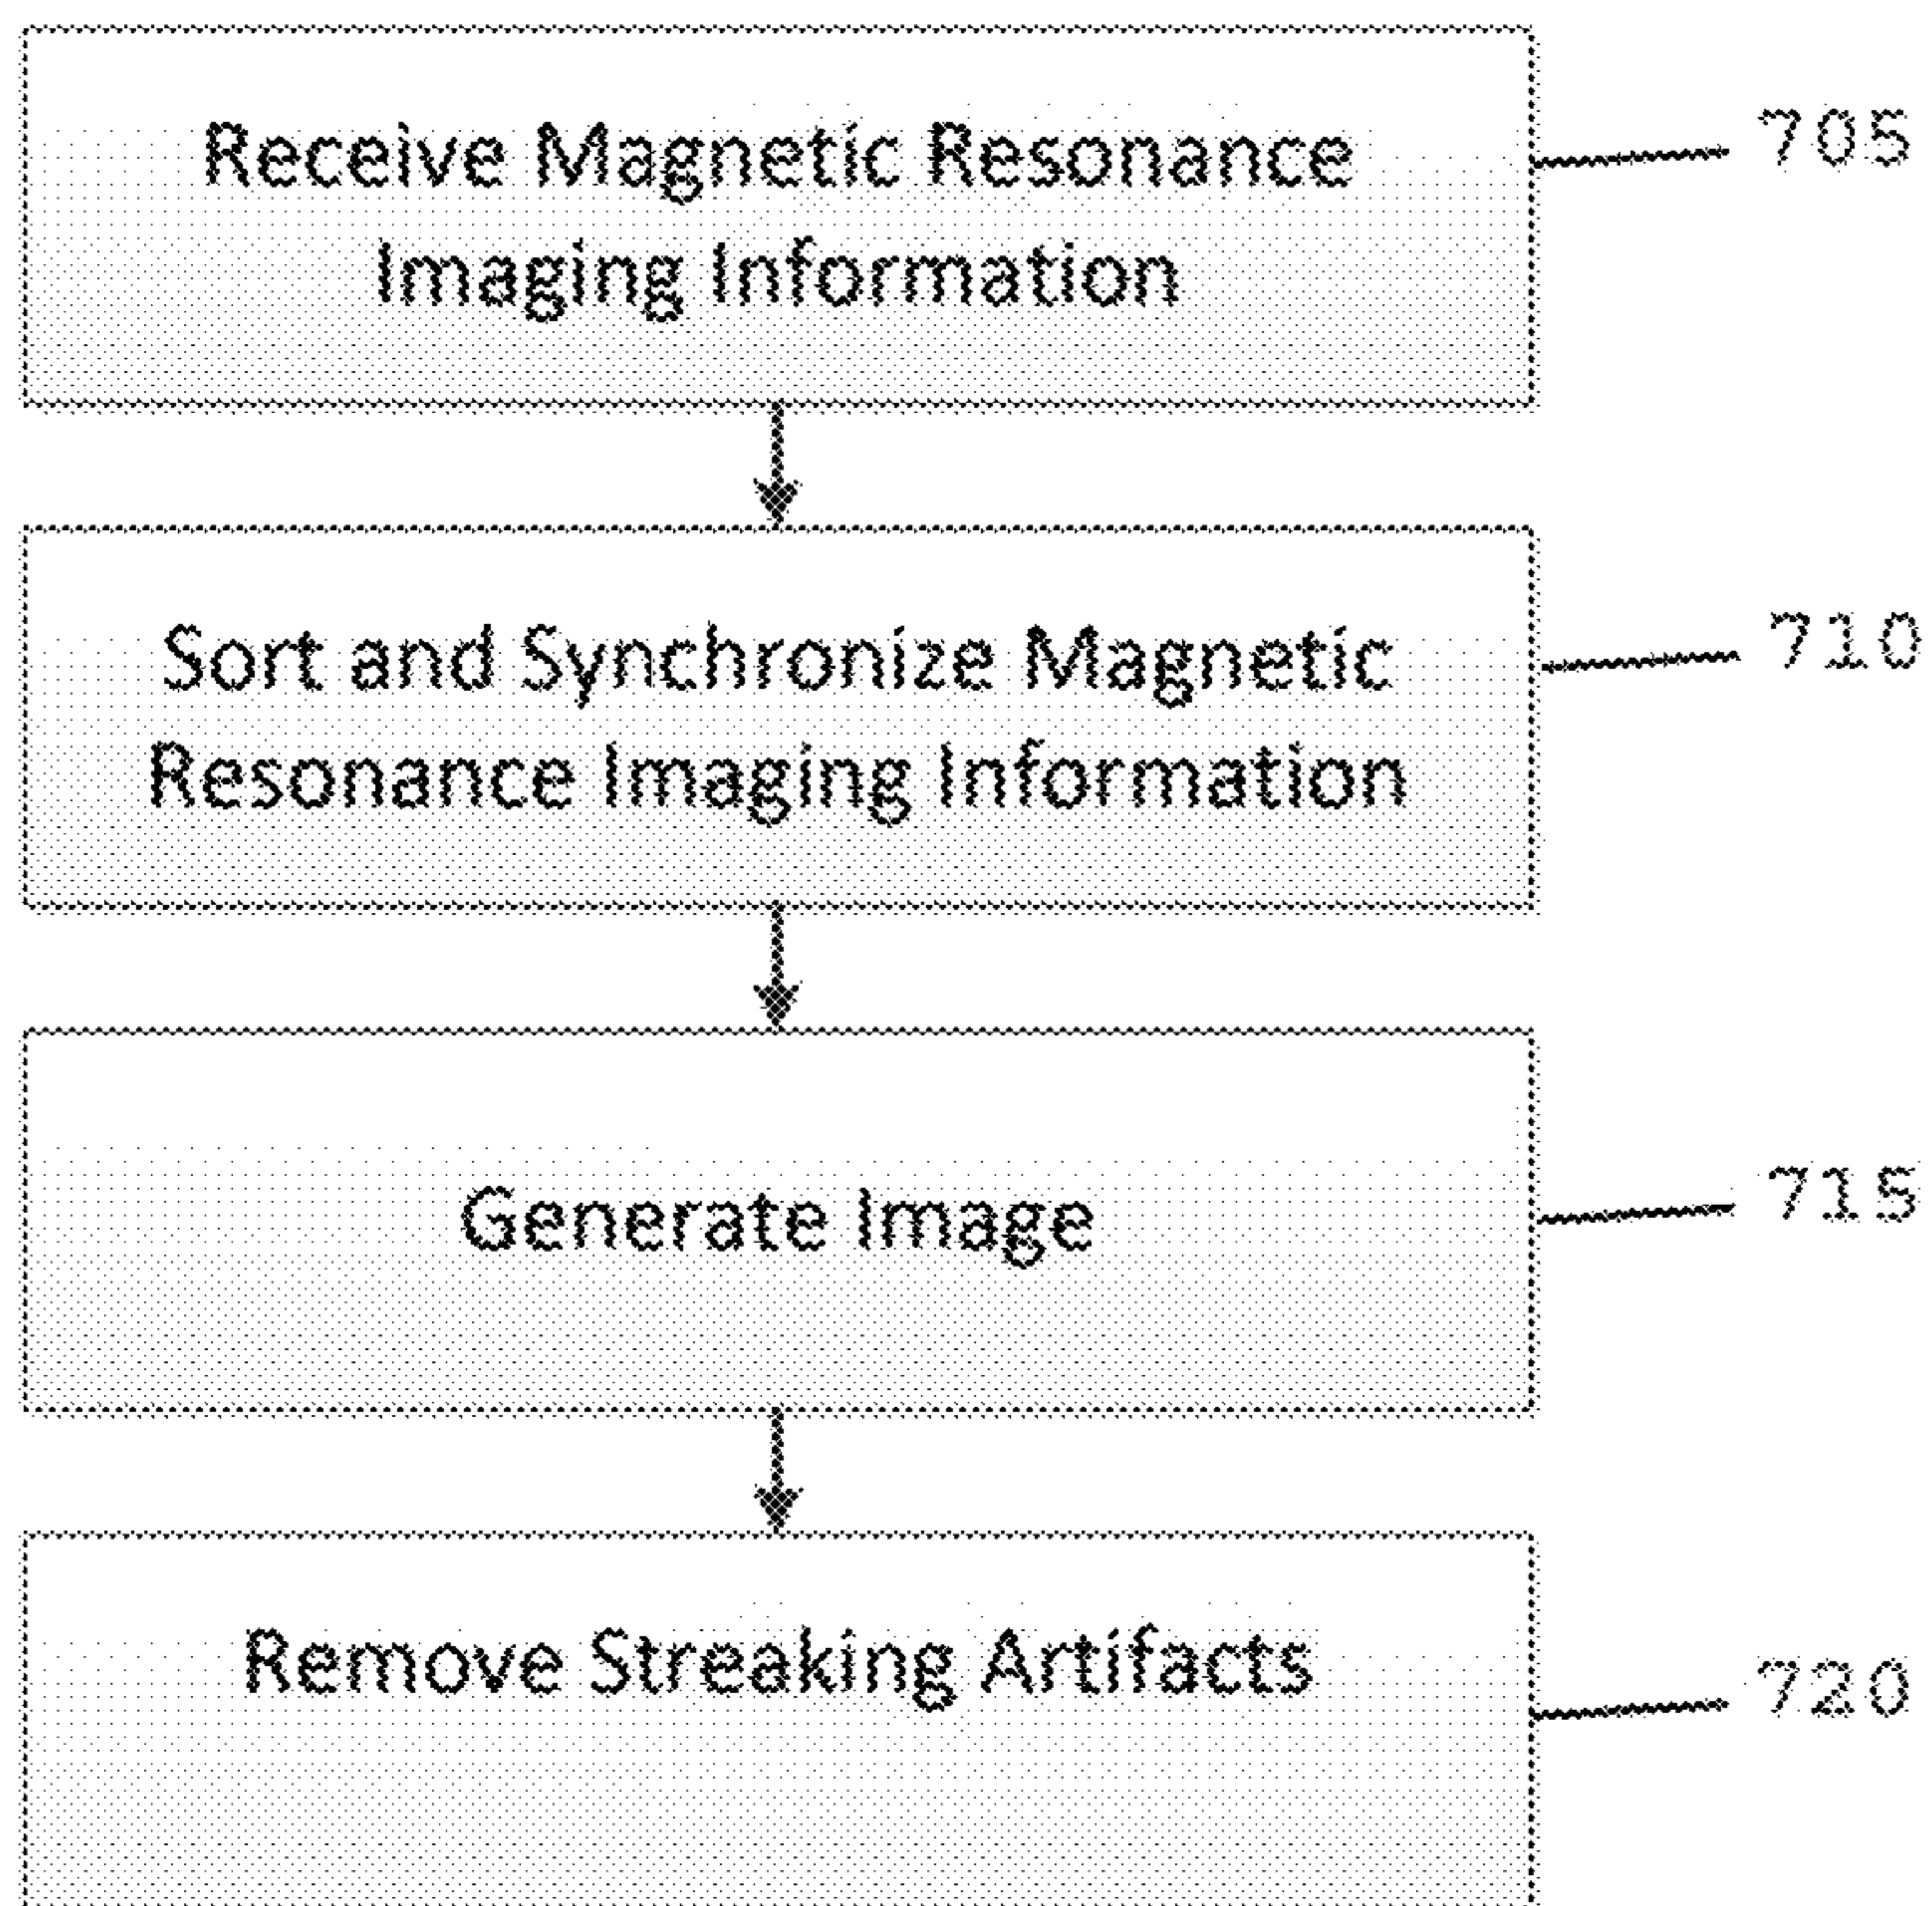 Receive Magnetic Resonance
Imaging Information
705
Sort and Synchronize Magnetic
Resonance Imaging Information
710
Generate Image
715
Remove Streaking Artifacts
720